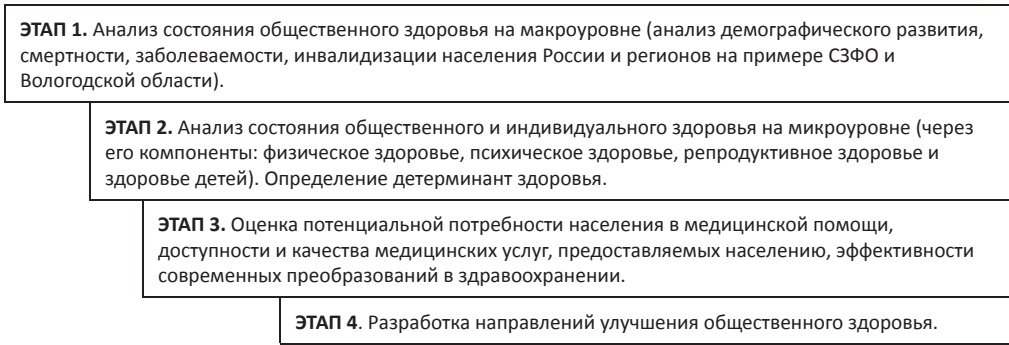 ЭТАП 1. Анализ состояния общественного здоровья на макроуровне (анализ демографического развития,
смертности, заболеваемости, инвалидизации населения России и регионов на примере СЗФО и
Вологодской области).
ЭТАП 2. Анализ состояния общественного и индивидуального здоровья на микроуровне (через
его компоненты: физическое здоровье, психическое здоровье, репродуктивное здоровье и
здоровье детей). Определение детерминант здоровья.
ЭТАП 3. Оценка потенциальной потребности населения в медицинской помощи,
доступности и качества медицинских услуг, предоставляемых населению, эффективности
современных преобразований в здравоохранении.
ЭТАП 4. Разработка направлений улучшения общественного здоровья.